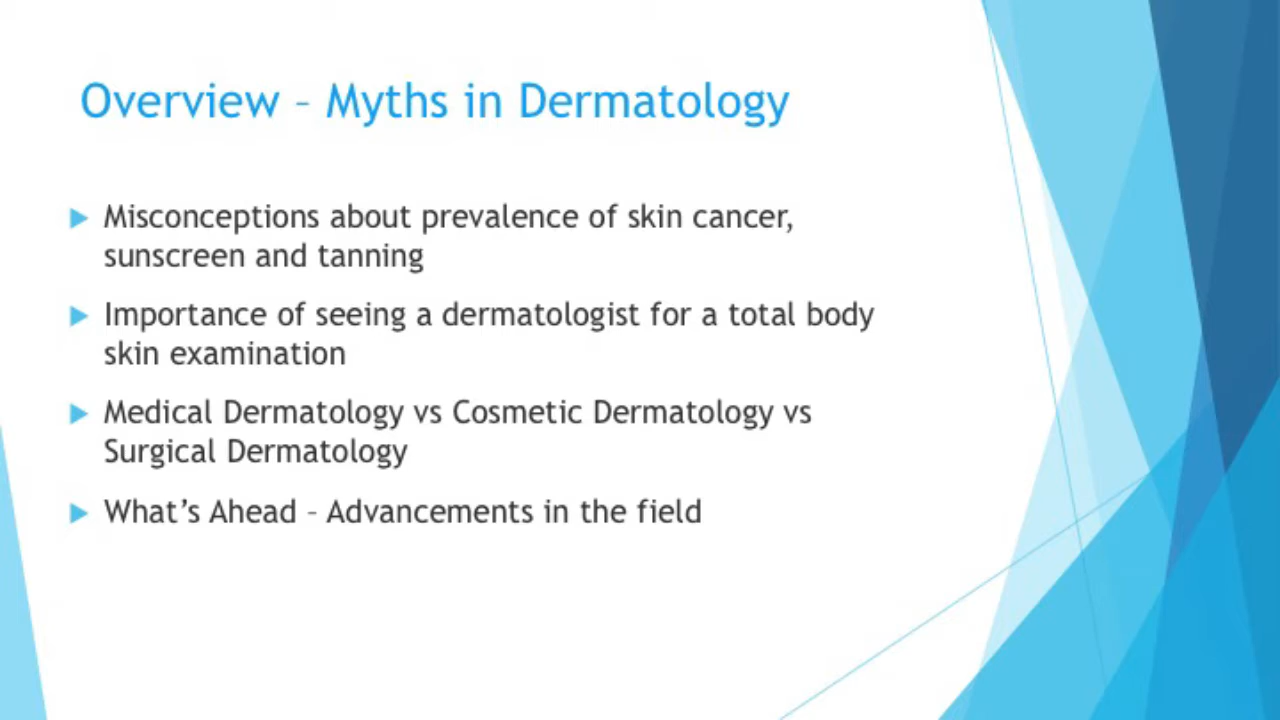 Overview – Myths in Dermatology
Misconceptions about prevalence of skin cancer,
sunscreen and tanning
Importance of seeing a dermatologist for a total body
skin examination
Medical Dermatology vs Cosmetic Dermatology vs
Surgical Dermatology
What’s Ahead – Advancements in the field